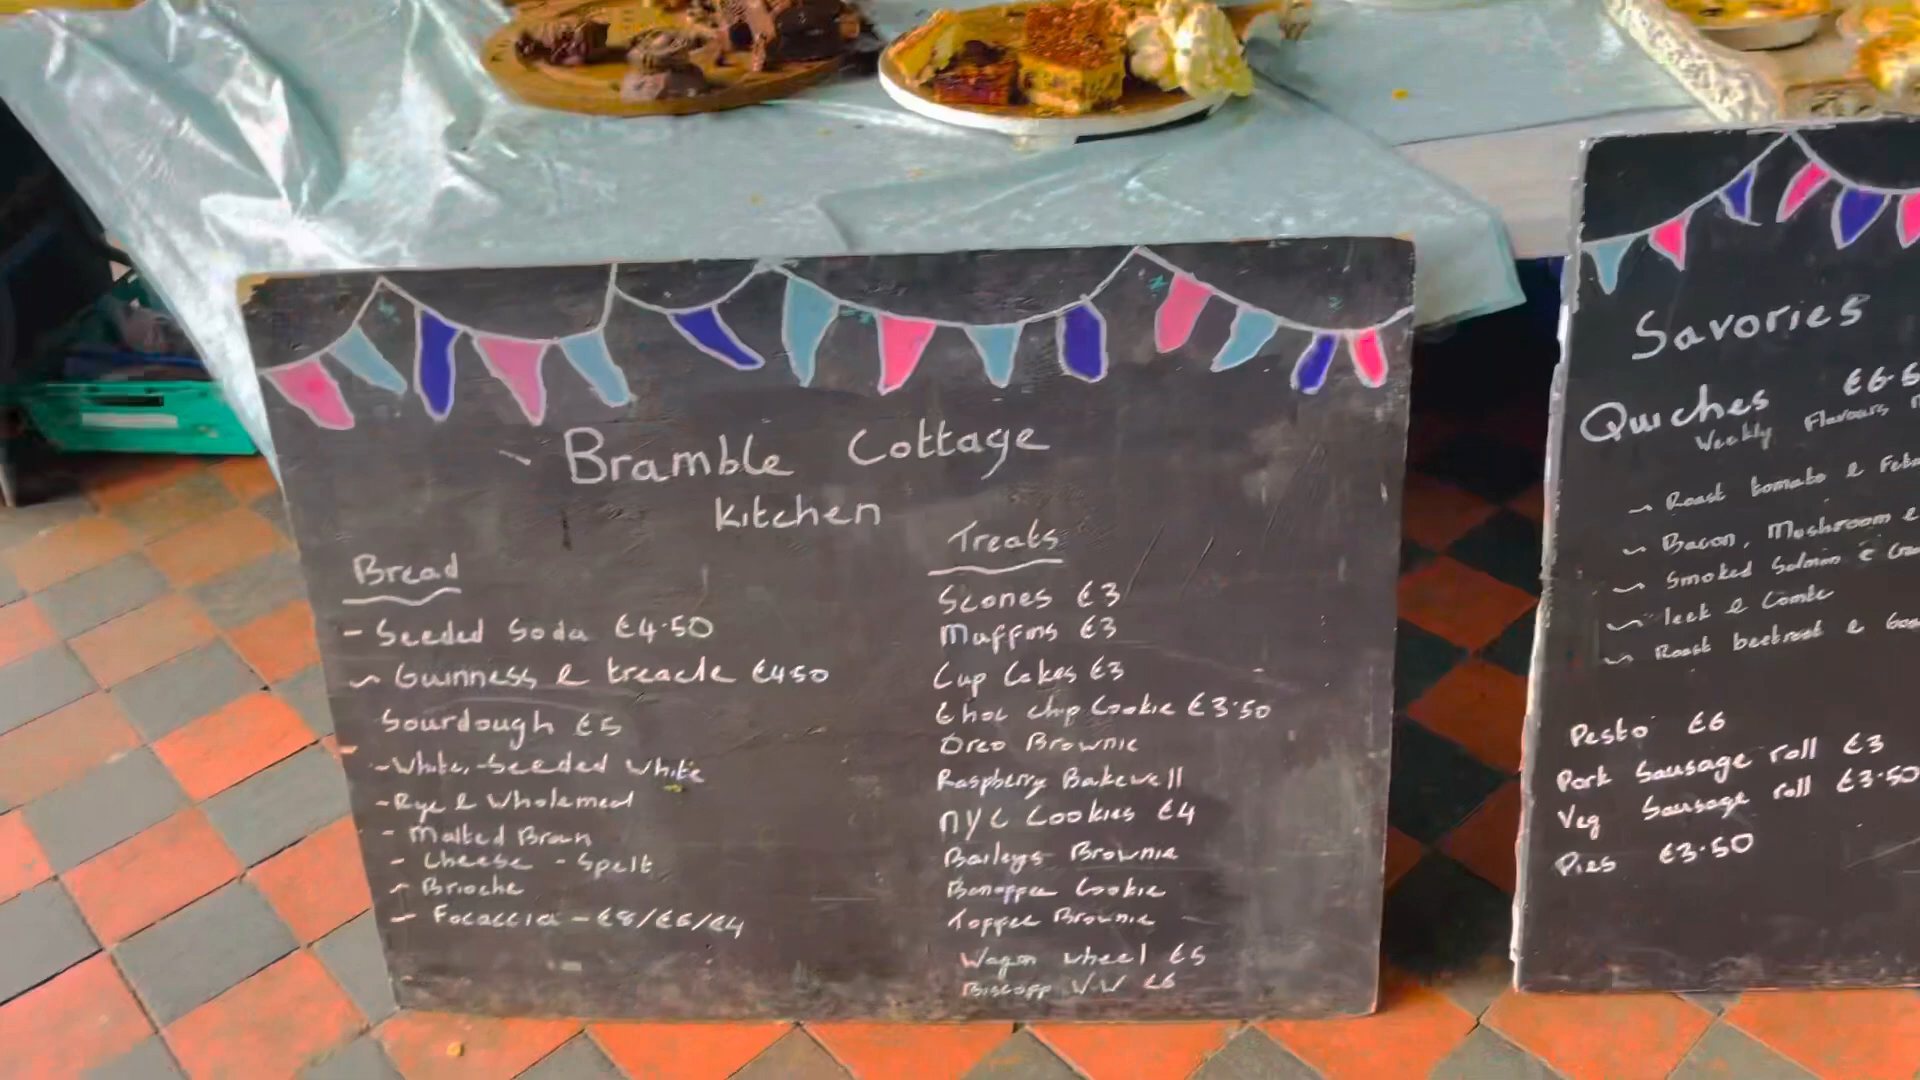 Bramble Cottage
Kitchen
Bread
- Seeded Soda €4.50
~ Guinness & treacle €4 50
Sourdough €5
- White, - Seeded White
- Rye & Wholemeal
- Malted Bran
- Cheese - Spelt
~ Brioche
- Focaccia - €8/€6/€4
Treats
Scones €3
Muffins €3
Cup Cakes €3
Choc chip Cookie €3.50
Oreo Brownie
Raspberry Bakewell
NYC Cookies €4
Baileys Brownie
Banoffee Cookie
Toffee Brownie
Wagon wheel €5
Biscoff W.W €6
Savories
Quiches €6.5
Weekly Flavours
~ Roast tomato & Feta
~ Bacon, Mushroom &
~ Smoked Salmon &
~ leek & Comte
~ Roast beetroot &
Pesto €6
Pork Sausage roll €3
Veg Sausage roll €3.50
Pies €3.50